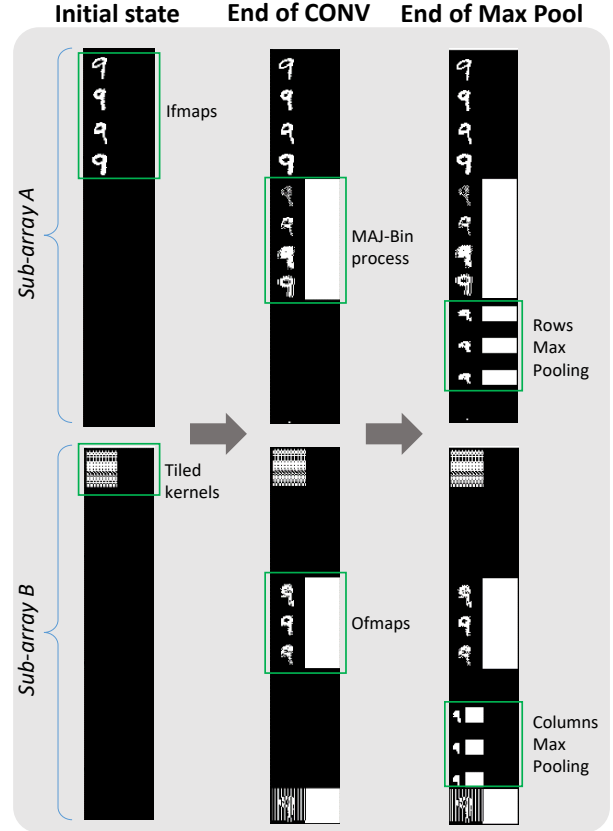 Initial state
End of CONV
End of Max Pool
Sub-array A
Ifmaps
MAJ-Bin
process
Rows
Max
Pooling
Sub-array B
Tiled
kernels
Ofmaps
Columns
Max
Pooling